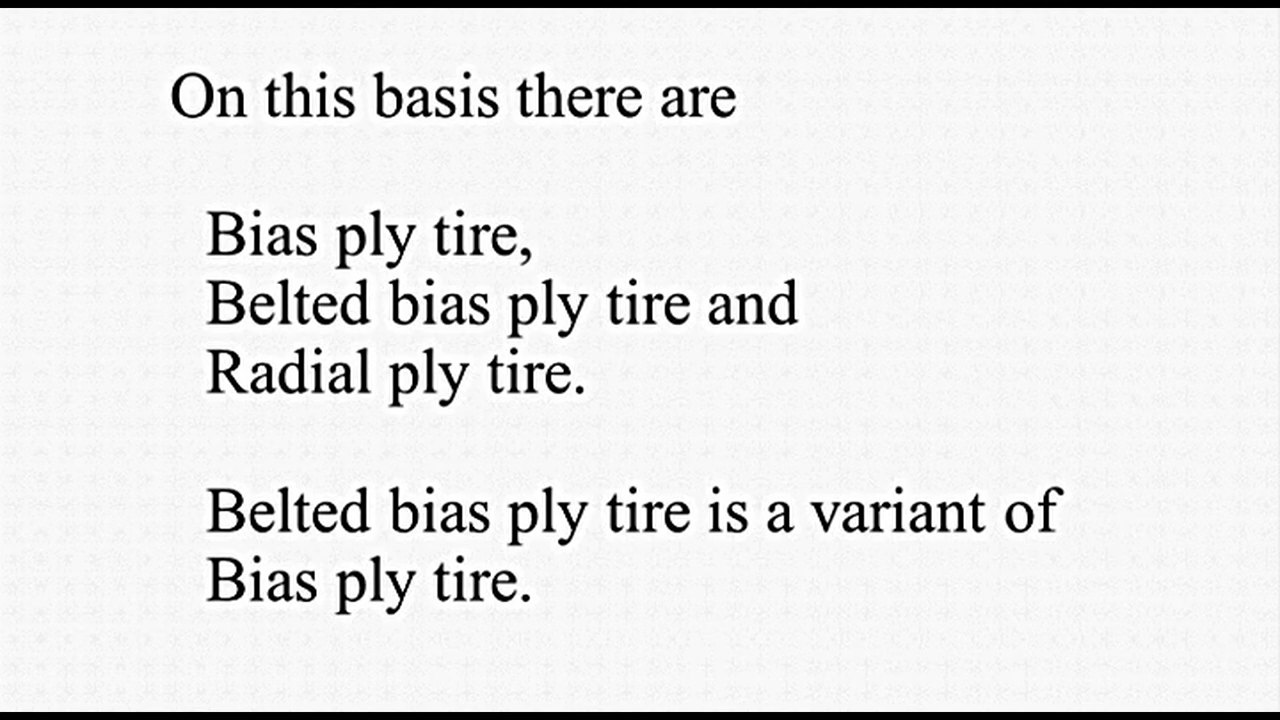 On this basis there are
Bias ply tire,
Belted bias ply tire and
Radial ply tire.
Belted bias ply tire is a variant of
Bias ply tire.